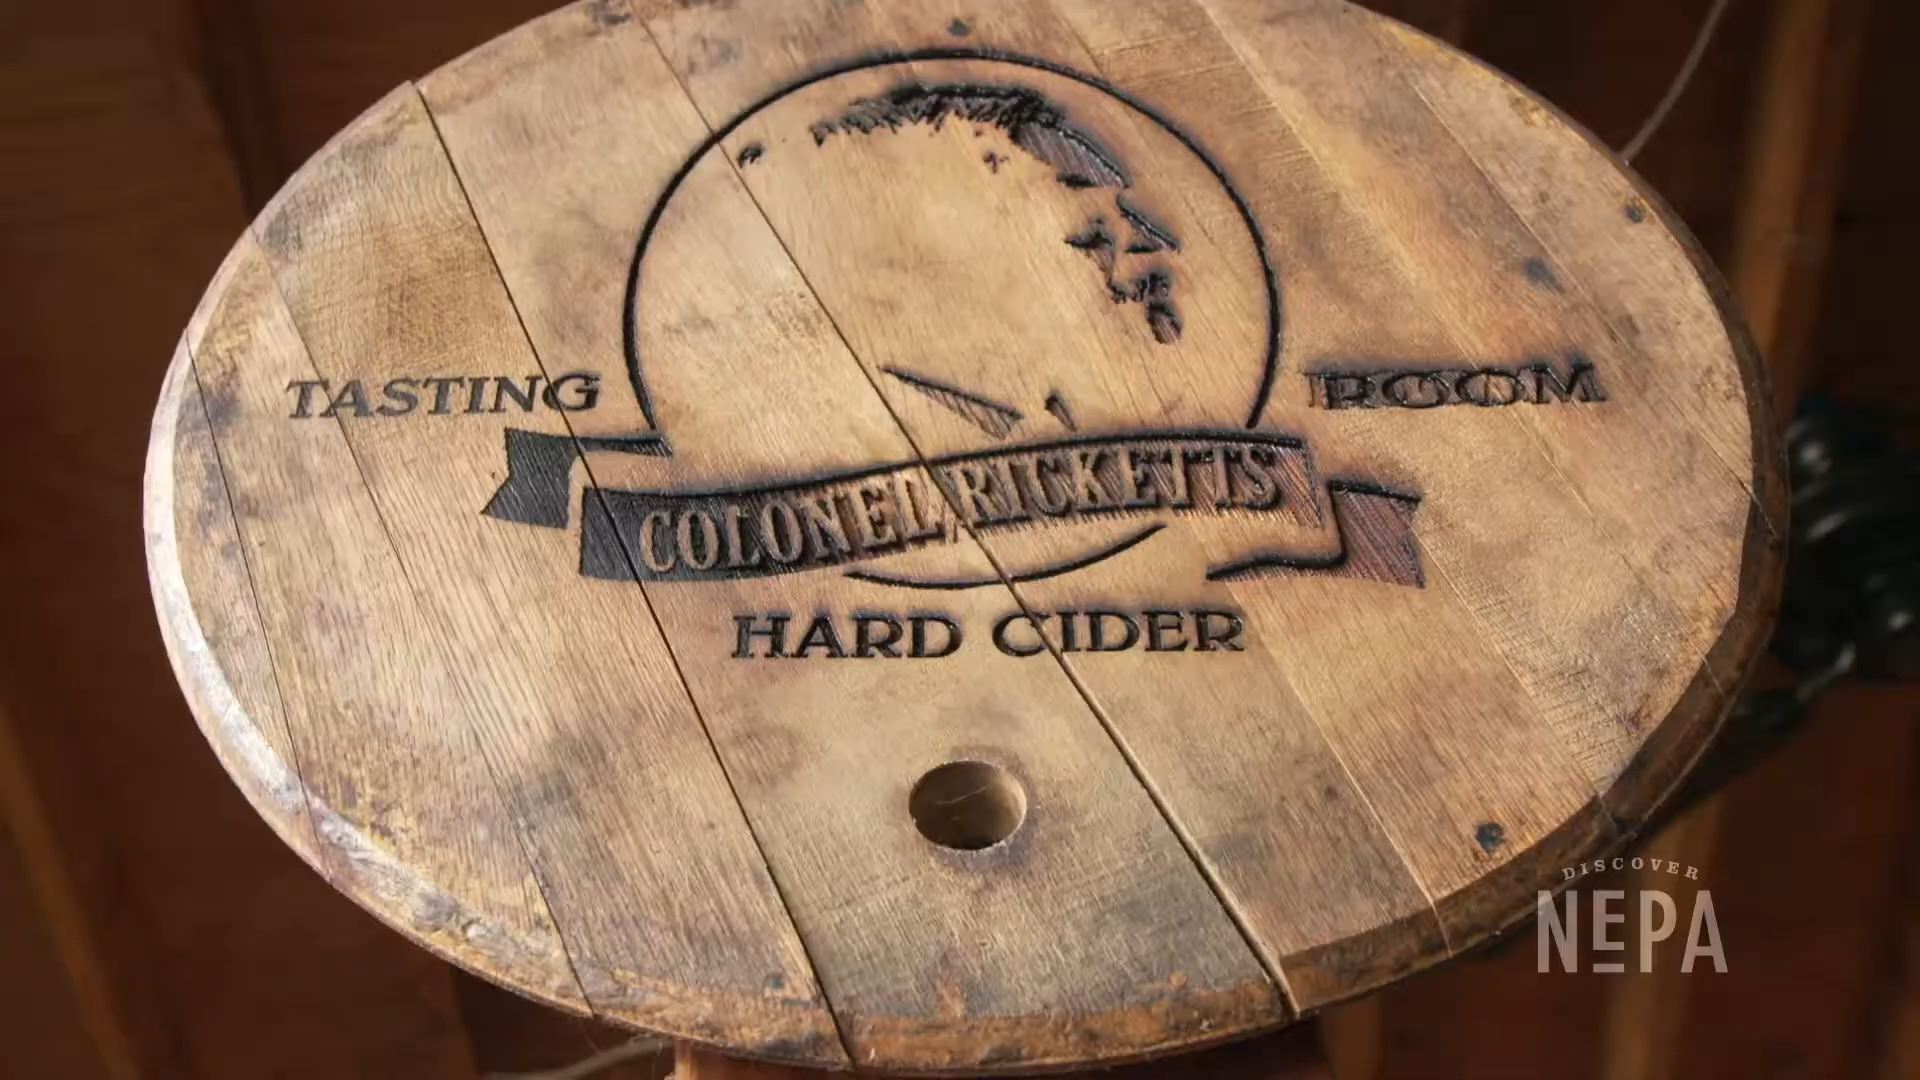 TASTING ROOM
COLONEL RICKETTS
HARD CIDER
DISCOVER
NEPA